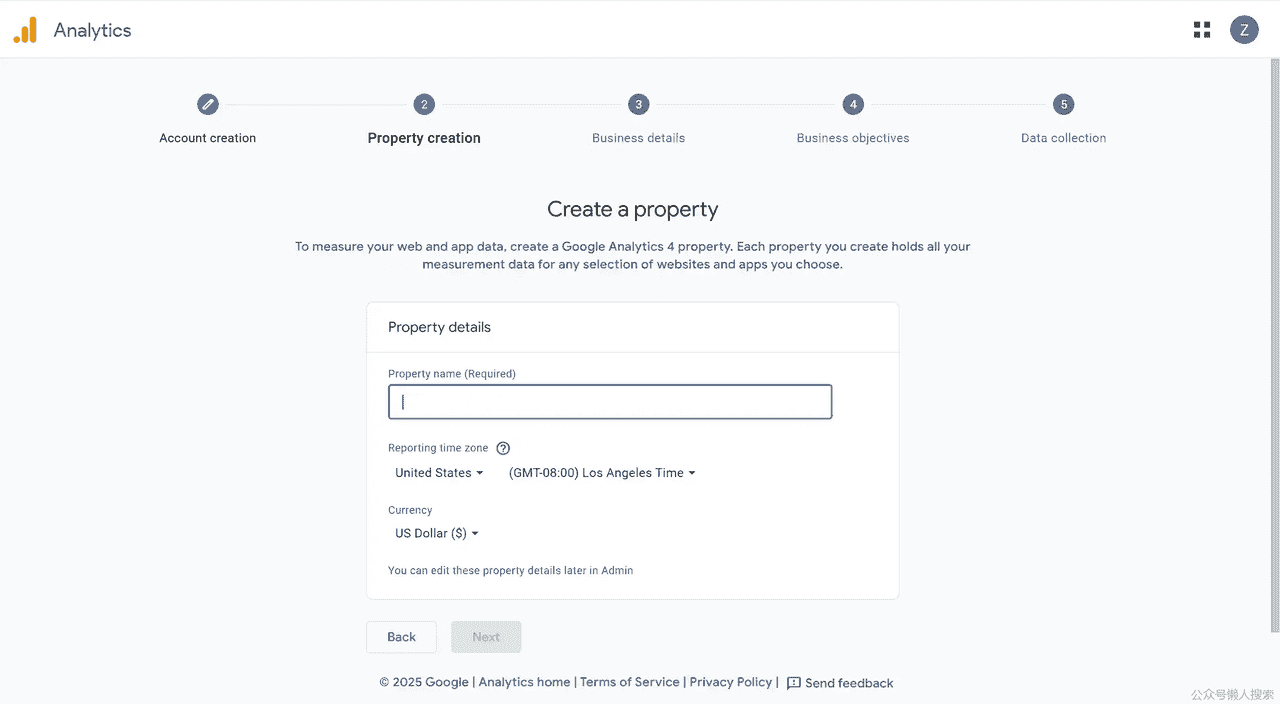 Analytics
Z
2
3
4
5
Account creation
Property creation
Business details
Business objectives
Data collection
Create a property
To measure your web and app data, create a Google Analytics 4 property. Each property you create holds all your
measurement data for any selection of websites and apps you choose.
Property details
Property name (Required)
Reporting time zone ?
United States (GMT-08:00) Los Angeles Time
Currency
US Dollar ($)
You can edit these property details later in Admin
Back Next
© 2025 Google | Analytics home | Terms of Service | Privacy Policy | Send feedback
公众号懒人搜索